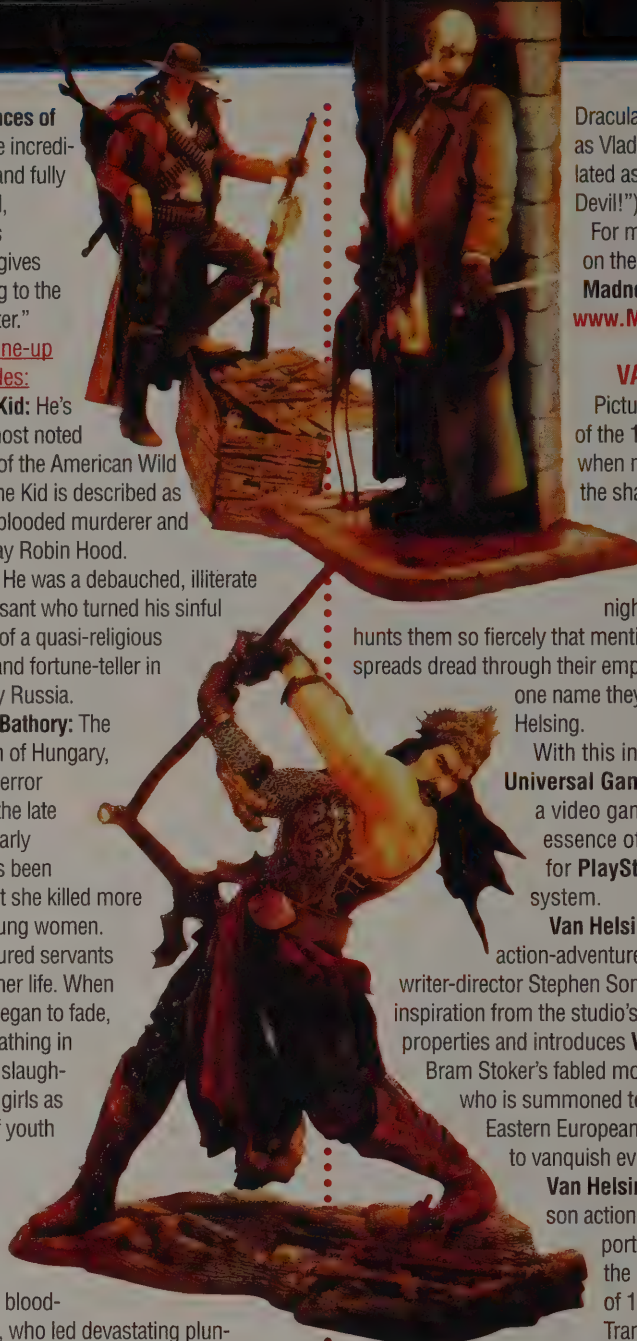 nces of
e incredi-
and fully
gives
g to the
ter."
ne-up
des:
Kid: He's
ost noted
of the American Wild
he Kid is described as
blooded murderer and
ay Robin Hood.
He was a debauched, illiterate
sant who turned his sinful
of a quasi-religious
and fortune-teller in
y Russia.
Bathory: The
n of Hungary,
error
the late
arly
s been
t she killed more
ung women.
ured servants
her life. When
egan to fade,
athing in
slaugh-
girls as
f youth
blood-
, who led devastating plun-
Dracula
as Vlad
lated as
Devil!")
For m
on the
Madne
www.M
VA
Pictu
of the 1
when m
the sha
nigh
hunts them so fiercely that menti
spreads dread through their emp
one name they
Helsing.
With this in
Universal Gam
a video gam
essence of
for PlaySt
system.
Van Helsi
action-adventure
writer-director Stephen Som
inspiration from the studio's
properties and introduces V
Bram Stoker's fabled mo
who is summoned to
Eastern European
to vanquish ev
Van Helsin
son action
port
the
of 1
Tran